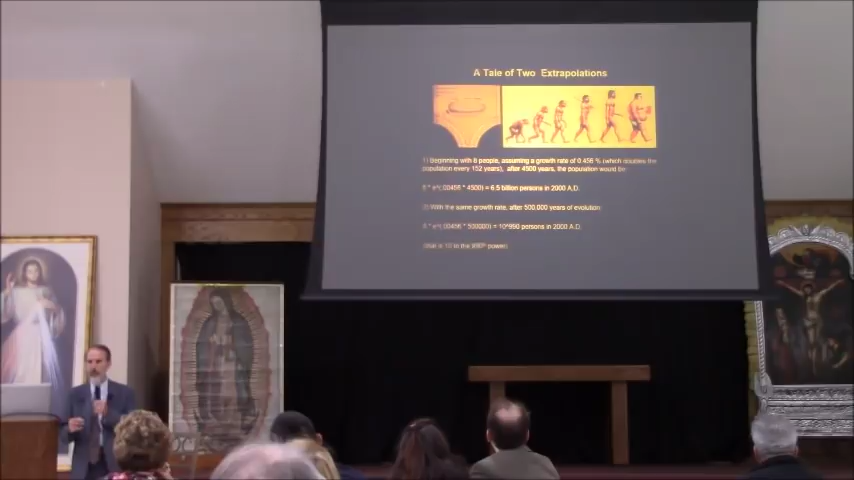 A Tale of Two Extrapolations
1) Beginning with 8 people, assuming a growth rate of 0.456 % (which doubles the
population every 152 years), after 4500 years, the population would be:
8 * e^(.00456 * 4500) = 6.5 billion persons in 2000 A.D.
2) With the same growth rate, after 500,000 years of evolution:
8 * e^(.00456 * 500000) = 10^990 persons in 2000 A.D.
(that is 10 to the 990th power)